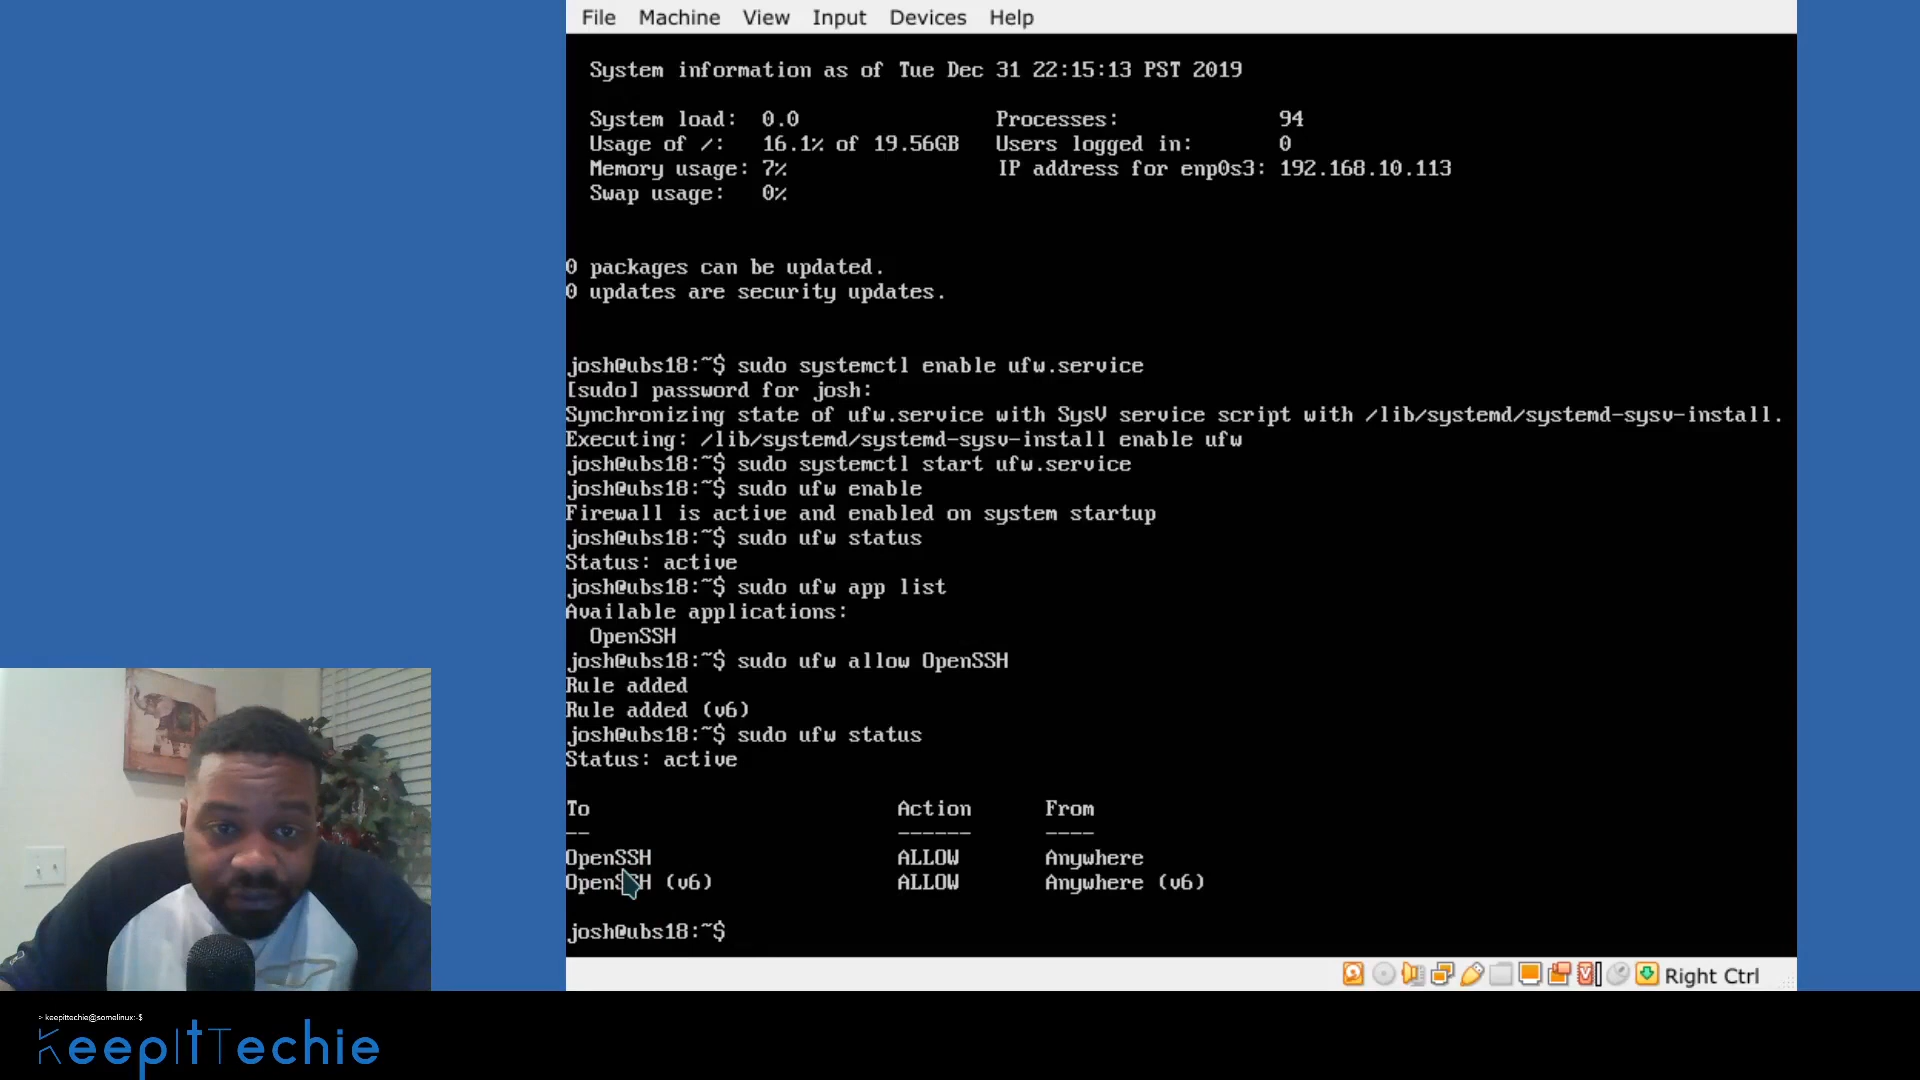 File Machine View Input Devices Help
System information as of Tue Dec 31 22:15:13 PST 2019
System load: 0.0 Processes: 94
Usage of /: 16.1% of 19.56GB Users logged in: 0
Memory usage: 7% IP address for enp0s3: 192.168.10.113
Swap usage: 0%
0 packages can be updated.
0 updates are security updates.
josh@ubs18:~$ sudo systemctl enable ufw.service
[sudo] password for josh:
Synchronizing state of ufw.service with SysV service script with /lib/systemd/systemd-sysv-install.
Executing: /lib/systemd/systemd-sysv-install enable ufw
josh@ubs18:~$ sudo systemctl start ufw.service
josh@ubs18:~$ sudo ufw enable
Firewall is active and enabled on system startup
josh@ubs18:~$ sudo ufw status
Status: active
josh@ubs18:~$ sudo ufw app list
Available applications:
OpenSSH
josh@ubs18:~$ sudo ufw allow OpenSSH
Rule added
Rule added (v6)
josh@ubs18:~$ sudo ufw status
Status: active
To Action From
-- ------ ----
OpenSSH ALLOW Anywhere
OpenSSH (v6) ALLOW Anywhere (v6)
josh@ubs18:~$
Right Ctrl
> keepittechie@somelinux:-$
KeepItTechie